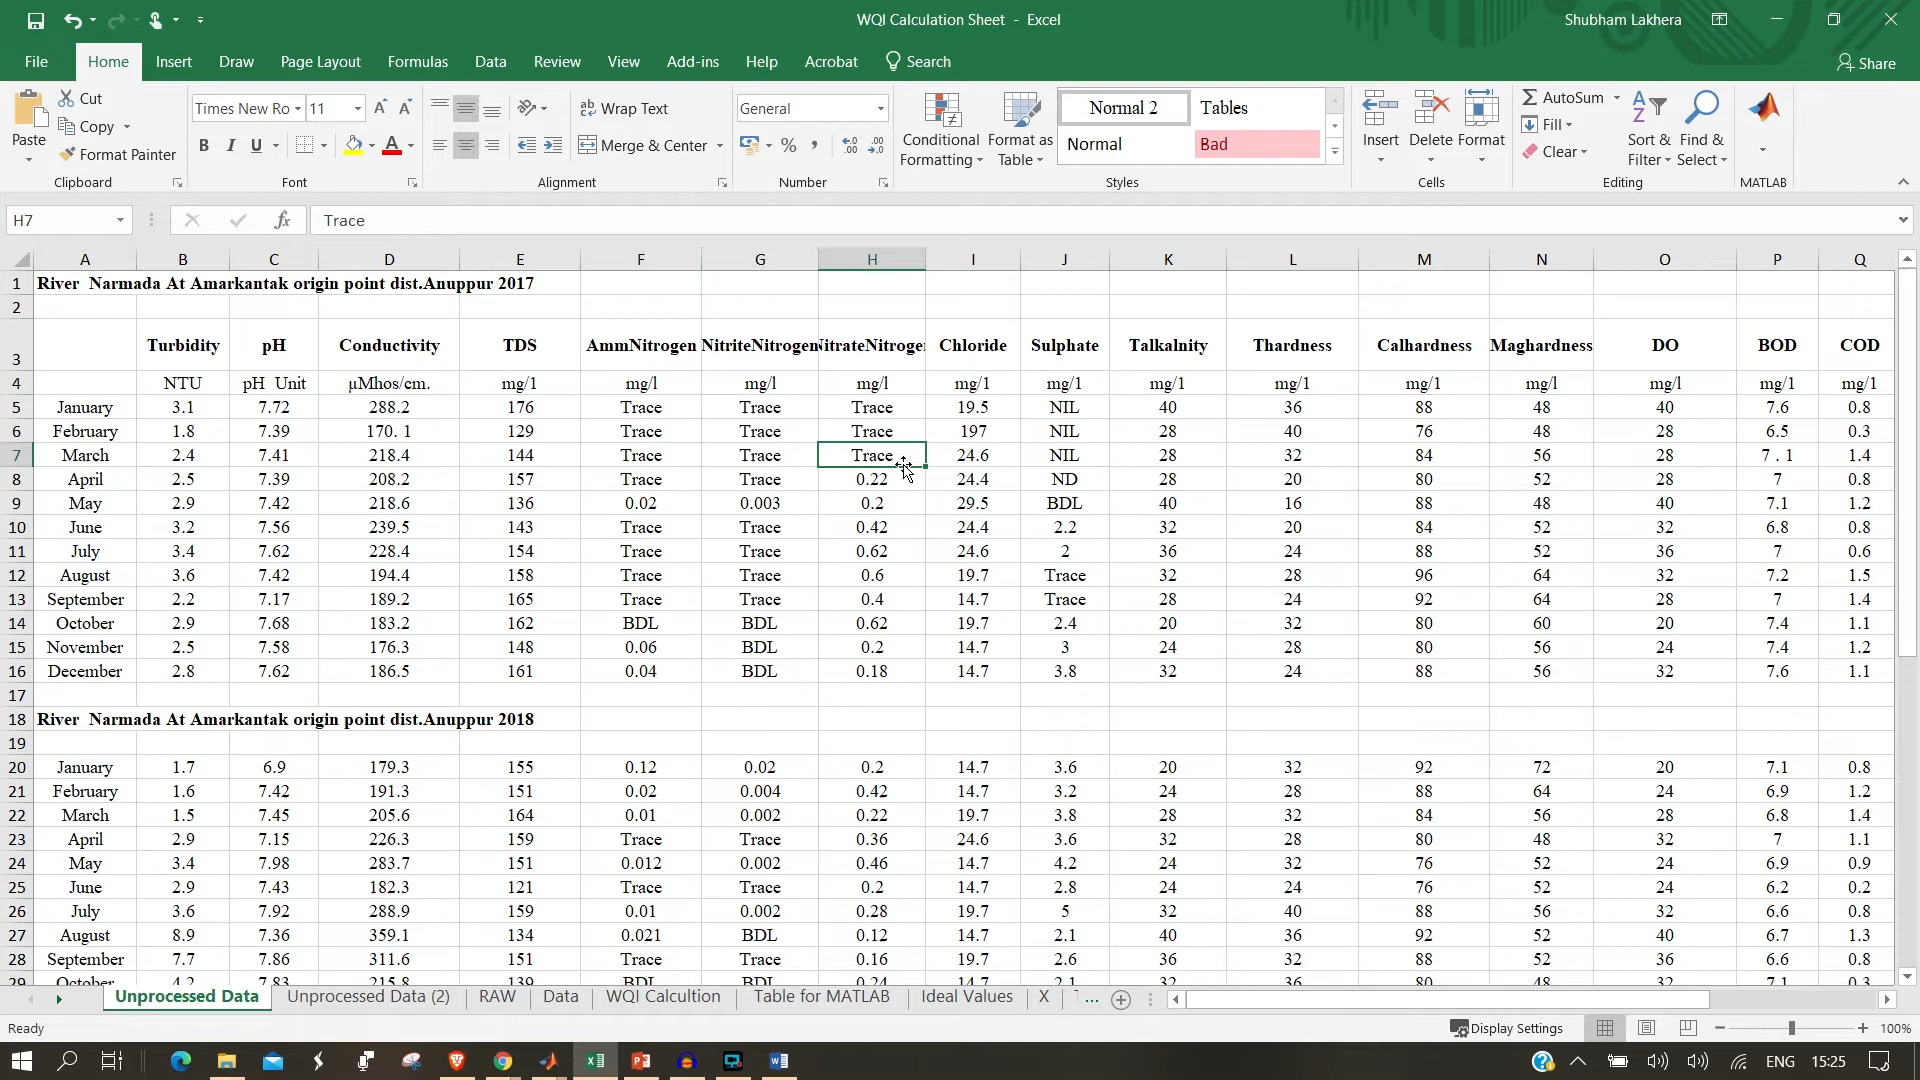 WQI Calculation Sheet - Excel
Shubham Lakhera
File Home Insert Draw Page Layout Formulas Data Review View Add-ins Help Acrobat Search Share
Paste Cut Copy Format Painter Clipboard
Times New Ro 11 B I U A Font
Wrap Text Merge & Center Alignment
General % Number
Conditional Formatting Format as Table Normal 2 Tables Normal Bad Styles
Insert Delete Format Cells
AutoSum Fill Clear Sort & Filter Find & Select Editing
MATLAB
H7 fx Trace
A B C D E F G H I J K L M N O P Q
1 River Narmada At Amarkantak origin point dist.Anuppur 2017
2
3 Turbidity pH Conductivity TDS AmmNitrogen NitriteNitrogen NitrateNitrogen Chloride Sulphate Talkalnity Thardness Calhardness Maghardness DO BOD COD
4 NTU pH Unit µMhos/cm. mg/1 mg/l mg/l mg/l mg/1 mg/1 mg/1 mg/1 mg/1 mg/l mg/l mg/1 mg/1
5 January 3.1 7.72 288.2 176 Trace Trace Trace 19.5 NIL 40 36 88 48 40 7.6 0.8
6 February 1.8 7.39 170. 1 129 Trace Trace Trace 197 NIL 28 40 76 48 28 6.5 0.3
7 March 2.4 7.41 218.4 144 Trace Trace Trace 24.6 NIL 28 32 84 56 28 7 . 1 1.4
8 April 2.5 7.39 208.2 157 Trace Trace 0.22 24.4 ND 28 20 80 52 28 7 0.8
9 May 2.9 7.42 218.6 136 0.02 0.003 0.2 29.5 BDL 40 16 88 48 40 7.1 1.2
10 June 3.2 7.56 239.5 143 Trace Trace 0.42 24.4 2.2 32 20 84 52 32 6.8 0.8
11 July 3.4 7.62 228.4 154 Trace Trace 0.62 24.6 2 36 24 88 52 36 7 0.6
12 August 3.6 7.42 194.4 158 Trace Trace 0.6 19.7 Trace 32 28 96 64 32 7.2 1.5
13 September 2.2 7.17 189.2 165 Trace Trace 0.4 14.7 Trace 28 24 92 64 28 7 1.4
14 October 2.9 7.68 183.2 162 BDL BDL 0.62 19.7 2.4 20 32 80 60 20 7.4 1.1
15 November 2.5 7.58 176.3 148 0.06 BDL 0.2 14.7 3 24 28 80 56 24 7.4 1.2
16 December 2.8 7.62 186.5 161 0.04 BDL 0.18 14.7 3.8 32 24 88 56 32 7.6 1.1
17
18 River Narmada At Amarkantak origin point dist.Anuppur 2018
19
20 January 1.7 6.9 179.3 155 0.12 0.02 0.2 14.7 3.6 20 32 92 72 20 7.1 0.8
21 February 1.6 7.42 191.3 151 0.02 0.004 0.42 14.7 3.2 24 28 88 64 24 6.9 1.2
22 March 1.5 7.45 205.6 164 0.01 0.002 0.22 19.7 3.8 28 32 84 56 28 6.8 1.4
23 April 2.9 7.15 226.3 159 Trace Trace 0.36 24.6 3.6 32 28 80 48 32 7 1.1
24 May 3.4 7.98 283.7 151 0.012 0.002 0.46 14.7 4.2 24 32 76 52 24 6.9 0.9
25 June 2.9 7.43 182.3 121 Trace Trace 0.2 14.7 2.8 24 24 76 52 24 6.2 0.2
26 July 3.6 7.92 288.9 159 0.01 0.002 0.28 19.7 5 32 40 88 56 32 6.6 0.8
27 August 8.9 7.36 359.1 134 0.021 BDL 0.12 14.7 2.1 40 36 92 52 40 6.7 1.3
28 September 7.7 7.86 311.6 151 Trace Trace 0.16 19.7 2.6 36 32 88 52 36 6.6 0.8
29 October 4.2 7.83 215.8 139 BDL BDL 0.24 14.7 2.1 32 36 80 48 32 7.1 0.3
Unprocessed Data Unprocessed Data (2) RAW Data WQI Calcultion Table for MATLAB Ideal Values X ...
Ready Display Settings 100%
ENG 15:25